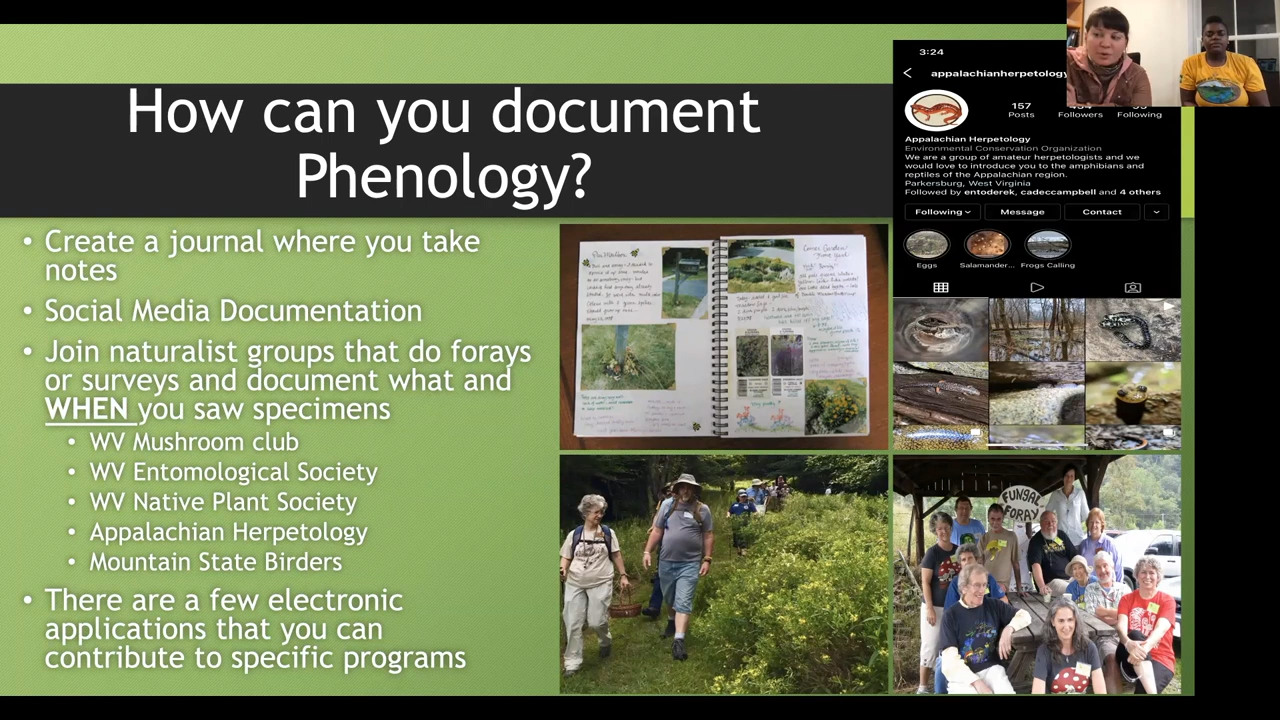 How can you document
Phenology?
• Create a journal where you take
notes
• Social Media Documentation
• Join naturalist groups that do forays
or surveys and document what and
WHEN you saw specimens
• WV Mushroom club
• WV Entomological Society
• WV Native Plant Society
• Appalachian Herpetology
• Mountain State Birders
• There are a few electronic
applications that you can
contribute to specific programs
3:24
appalachianherpetology
157
Posts
Followers
Following
Appalachian Herpetology
Environmental Conservation Organization
We are a group of amateur herpetologists and we
would love to introduce you to the amphibians and
reptiles of the Appalachian region.
Parkersburg, West Virginia
Followed by entoderek, cadeccampbell and 4 others
Following
Message
Contact
Eggs
Salamander...
Frogs Calling
FUNGAL
FORAY